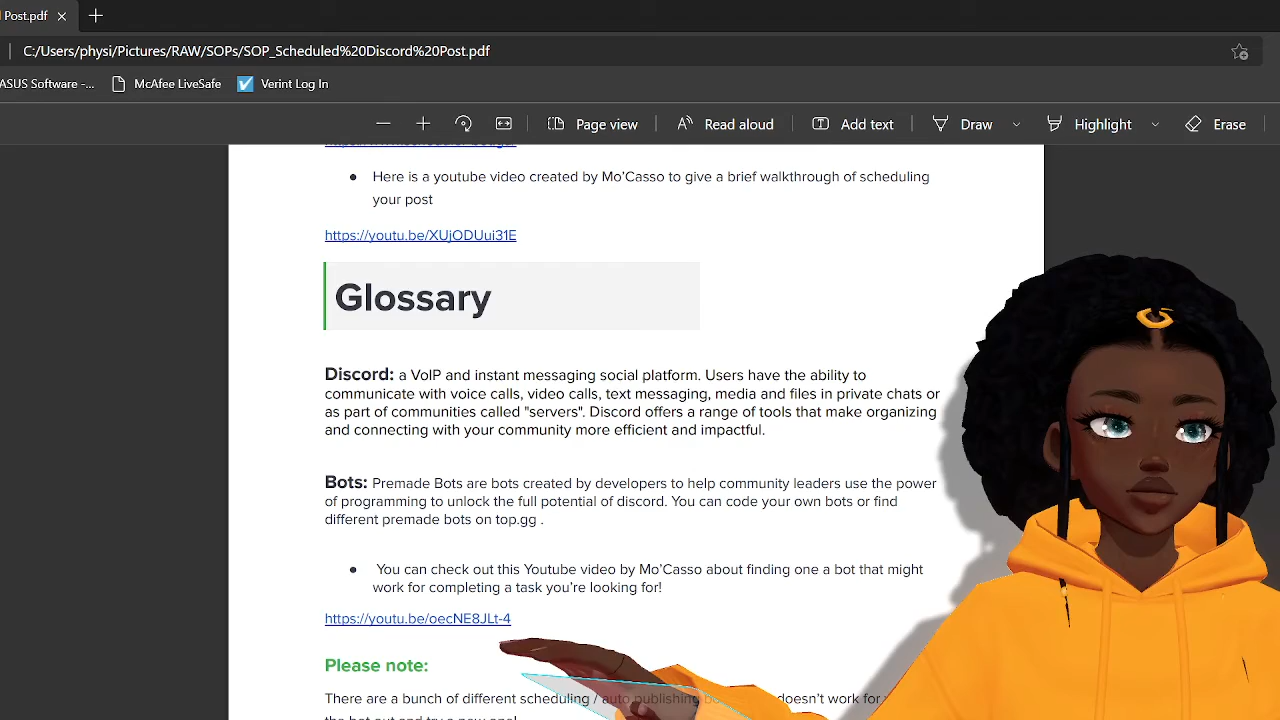 Post.pdf
C:/Users/physi/Pictures/RAW/SOPs/SOP_Scheduled%20Discord%20Post.pdf
ASUS Software -... McAfee LiveSafe Verint Log In
Page view Read aloud Add text Draw Highlight Erase
● Here is a youtube video created by Mo'Casso to give a brief walkthrough of scheduling
your post
https://youtu.be/XUjODUui31E
Glossary
Discord: a VoIP and instant messaging social platform. Users have the ability to
communicate with voice calls, video calls, text messaging, media and files in private chats or
as part of communities called "servers". Discord offers a range of tools that make organizing
and connecting with your community more efficient and impactful.
Bots: Premade Bots are bots created by developers to help community leaders use the power
of programming to unlock the full potential of discord. You can code your own bots or find
different premade bots on top.gg .
● You can check out this Youtube video by Mo'Casso about finding one a bot that might
work for completing a task you're looking for!
https://youtu.be/oecNE8JLt-4
Please note:
There are a bunch of different scheduling / auto publishing doesn't work for
the bot out and try a new one!